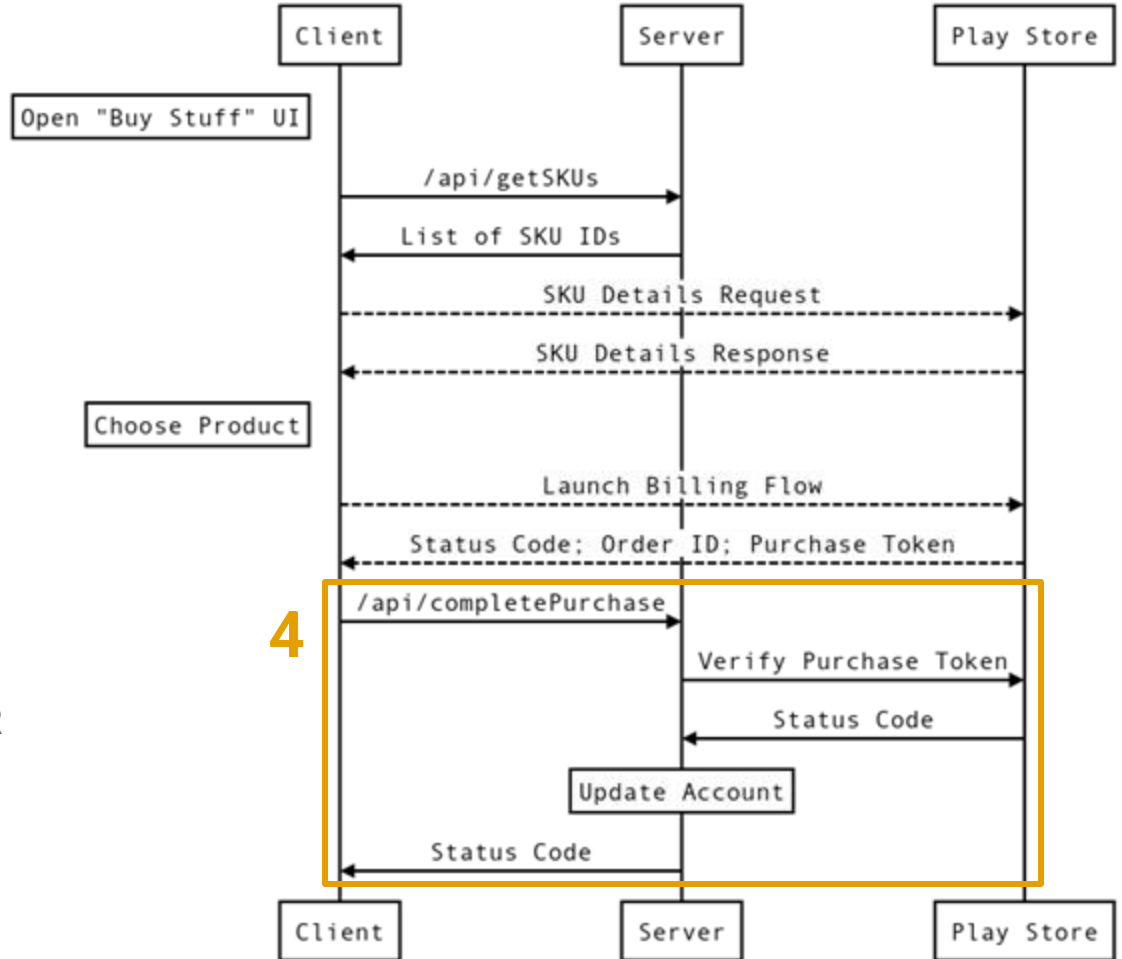 Client
Server
Play Store
Open "Buy Stuff" UI
/api/getSKUs
List of SKU IDs
SKU Details Request
SKU Details Response
Choose Product
Launch Billing Flow
Status Code; Order ID; Purchase Token
4
/api/completePurchase
Verify Purchase Token
Status Code
Update Account
Status Code
Client
Server
Play Store